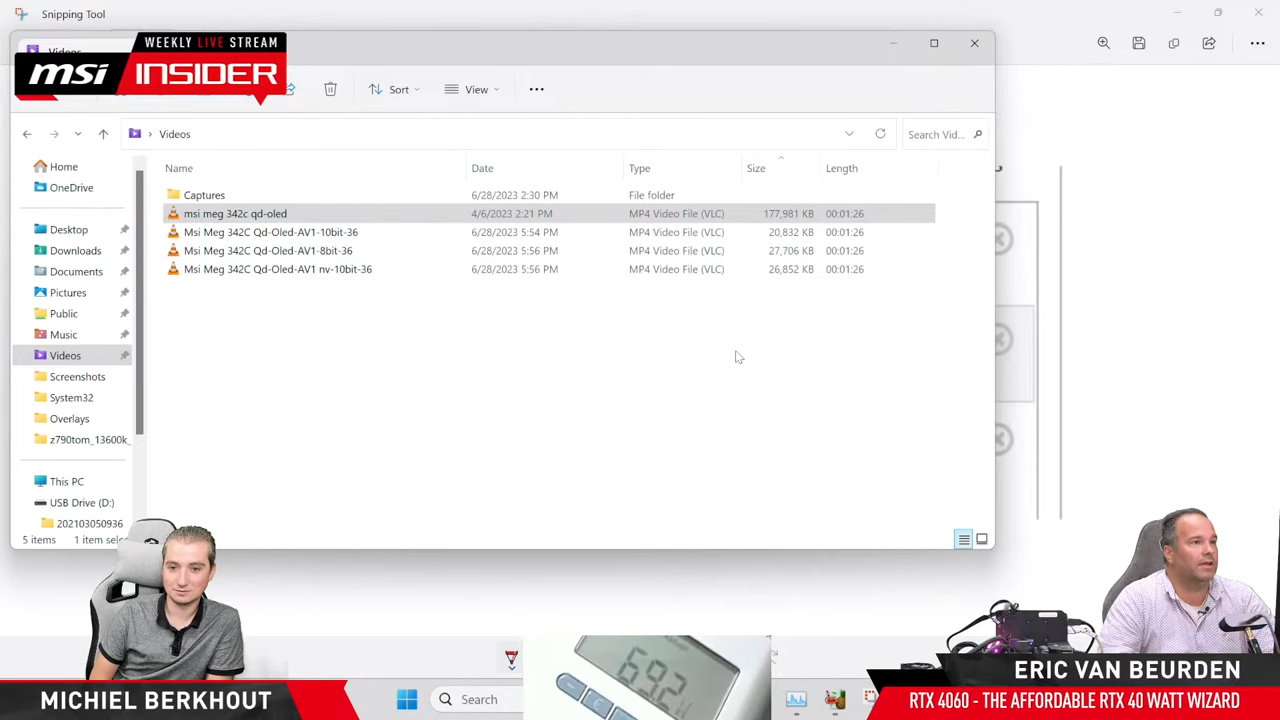 Snipping Tool
WEEKLY LIVE STREAM
msi INSIDER
Sort
View
Videos
Search Vid...
Home
OneDrive
Desktop
Downloads
Documents
Pictures
Public
Music
Videos
Screenshots
System32
Overlays
z790tom_13600k_
This PC
USB Drive (D:)
202103050936
Name Date Type Size Length
Captures 6/28/2023 2:30 PM File folder
msi meg 342c qd-oled 4/6/2023 2:21 PM MP4 Video File (VLC) 177,981 KB 00:01:26
Msi Meg 342C Qd-Oled-AV1-10bit-36 6/28/2023 5:54 PM MP4 Video File (VLC) 20,832 KB 00:01:26
Msi Meg 342C Qd-Oled-AV1-8bit-36 6/28/2023 5:56 PM MP4 Video File (VLC) 27,706 KB 00:01:26
Msi Meg 342C Qd-Oled-AV1 nv-10bit-36 6/28/2023 5:56 PM MP4 Video File (VLC) 26,852 KB 00:01:26
5 items 1 item selec
69.2
Search
MICHIEL BERKHOUT
ERIC VAN BEURDEN
RTX 4060 - THE AFFORDABLE RTX 40 WATT WIZARD